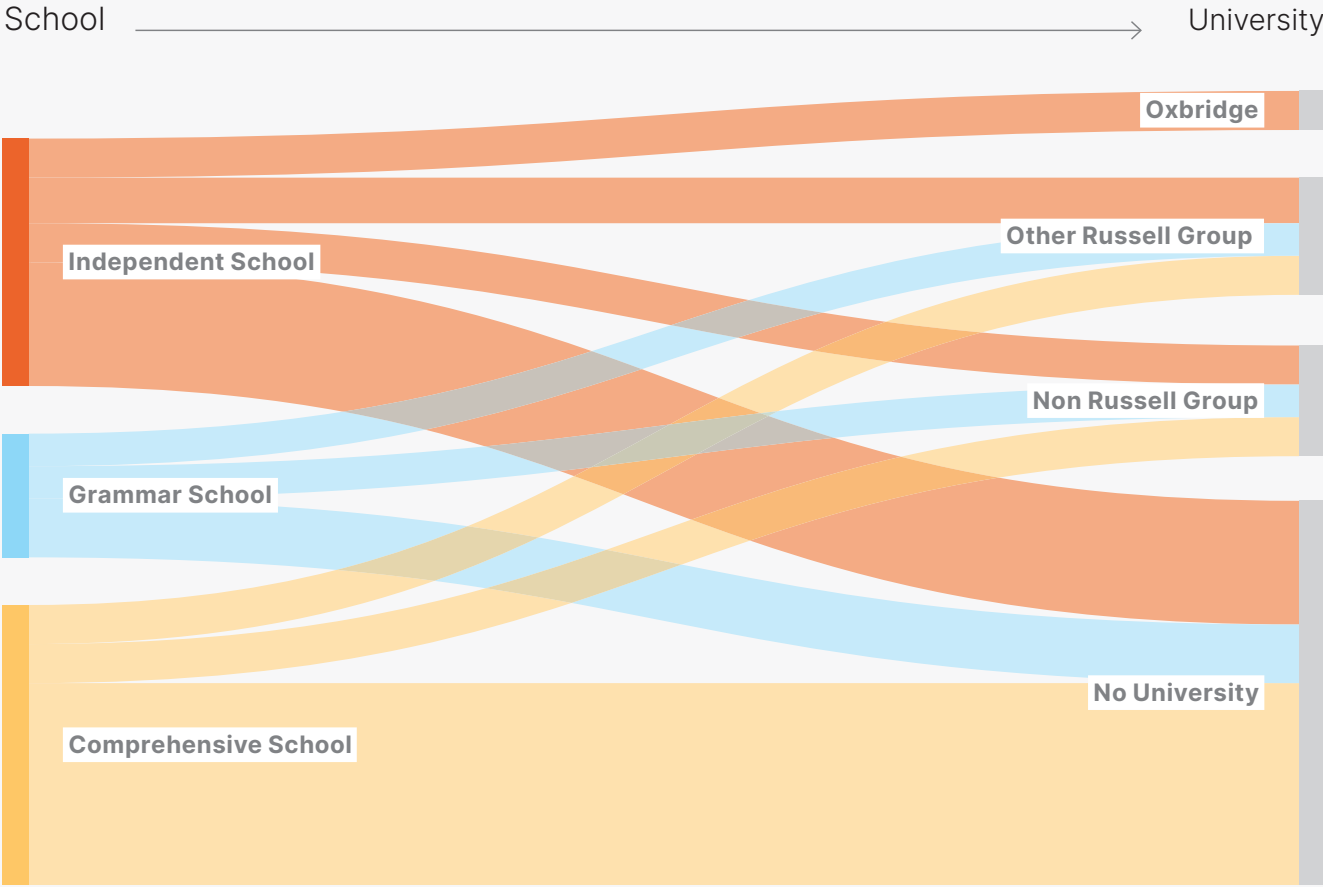 School
University
Oxbridge
Other Russell Group
Independent School
Non Russell Group
Grammar School
No University
Comprehensive School